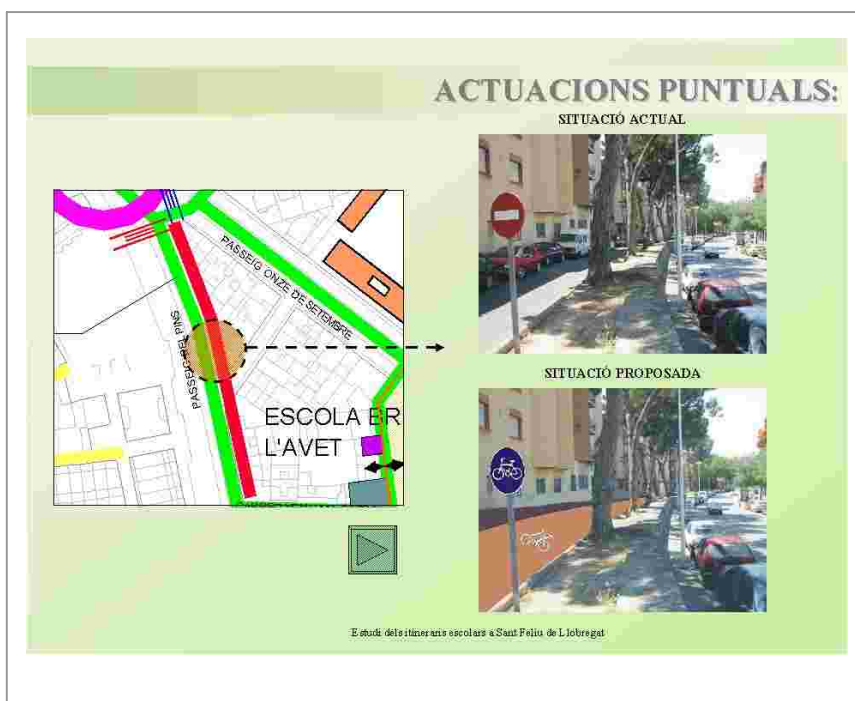 ACTUACIONS PUNTUALS:
SITUACIÓ ACTUAL
PASSEIG ONZE DE SETEMBRE
PASSEIG DEL PINS
ESCOLA BR
L'AVET
SITUACIÓ PROPOSADA
Estudi dels itineraris escolars a Sant Feliu de Llobregat